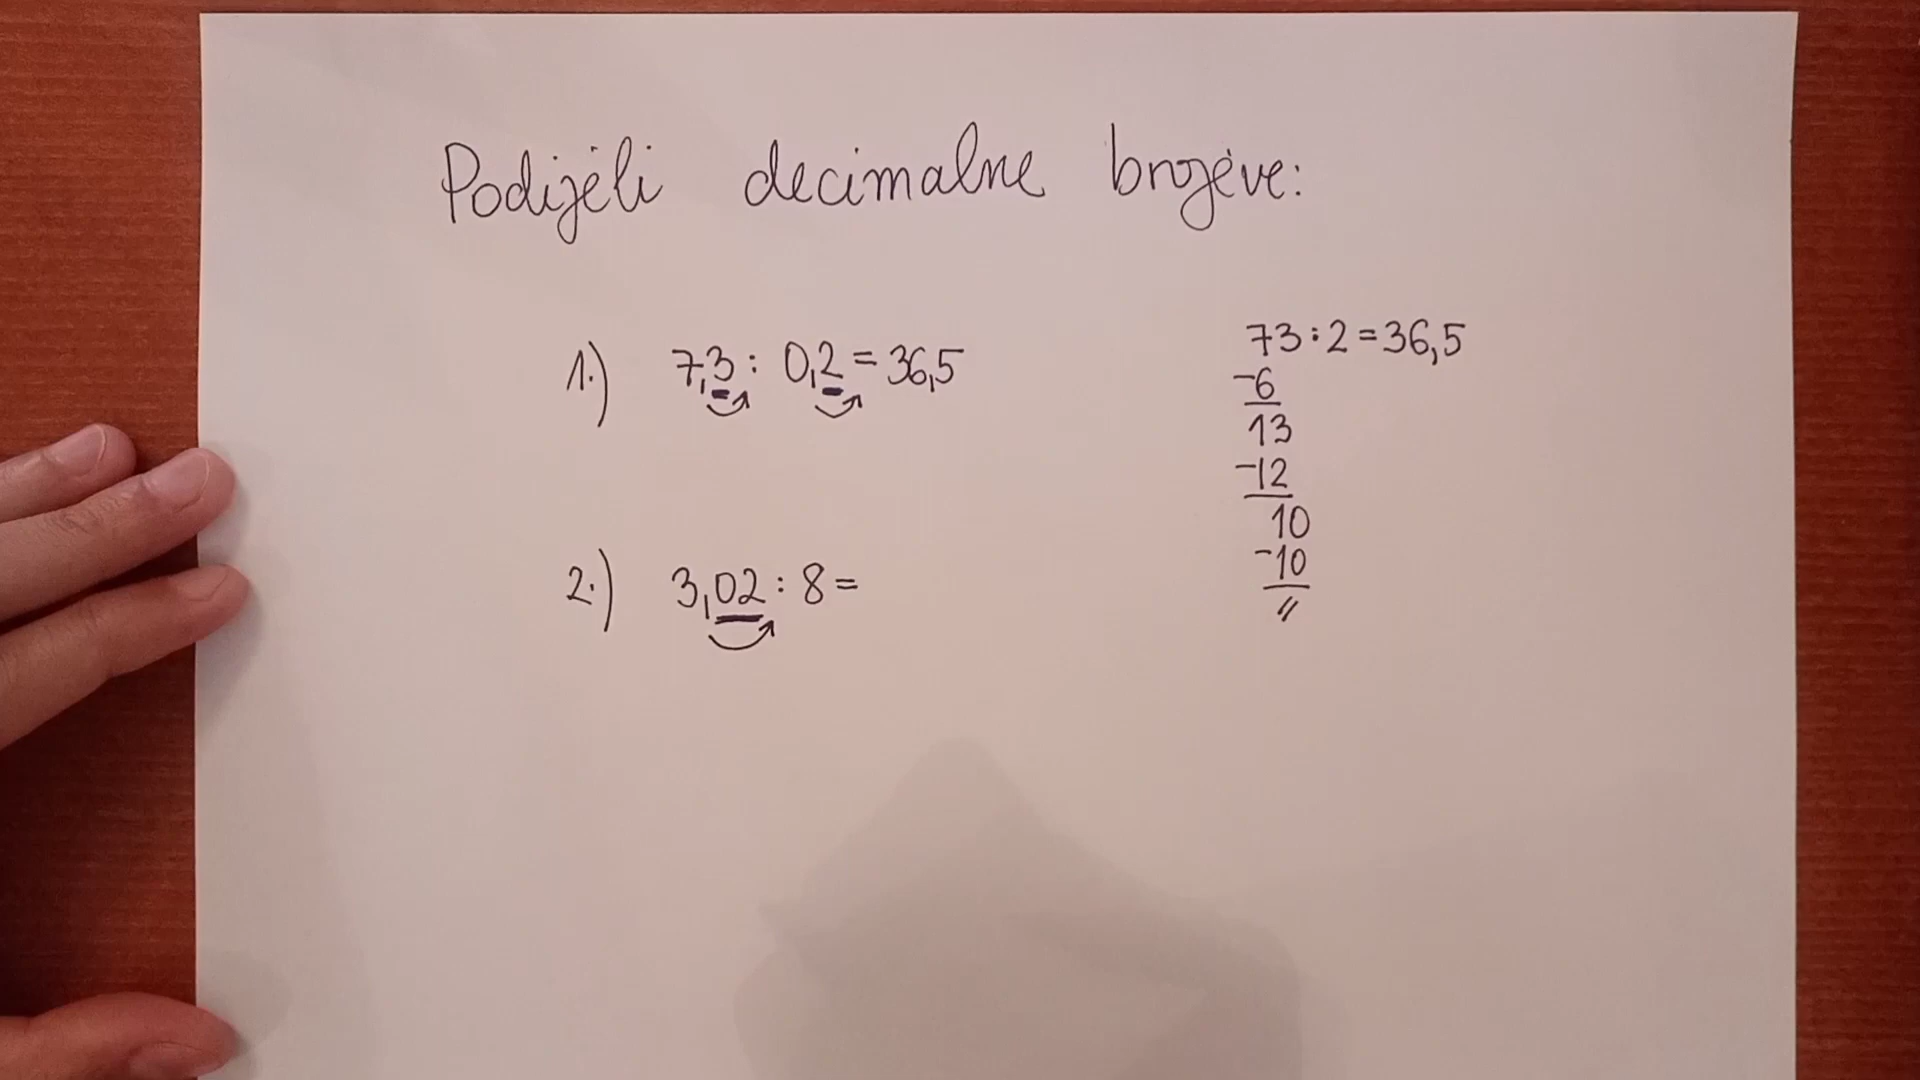 Podijeli decimalne brojeve:
1.) 7,3 : 0,2 = 36,5
2.) 3,02 : 8 =
73 : 2 = 36,5
-6
13
-12
10
-10
//